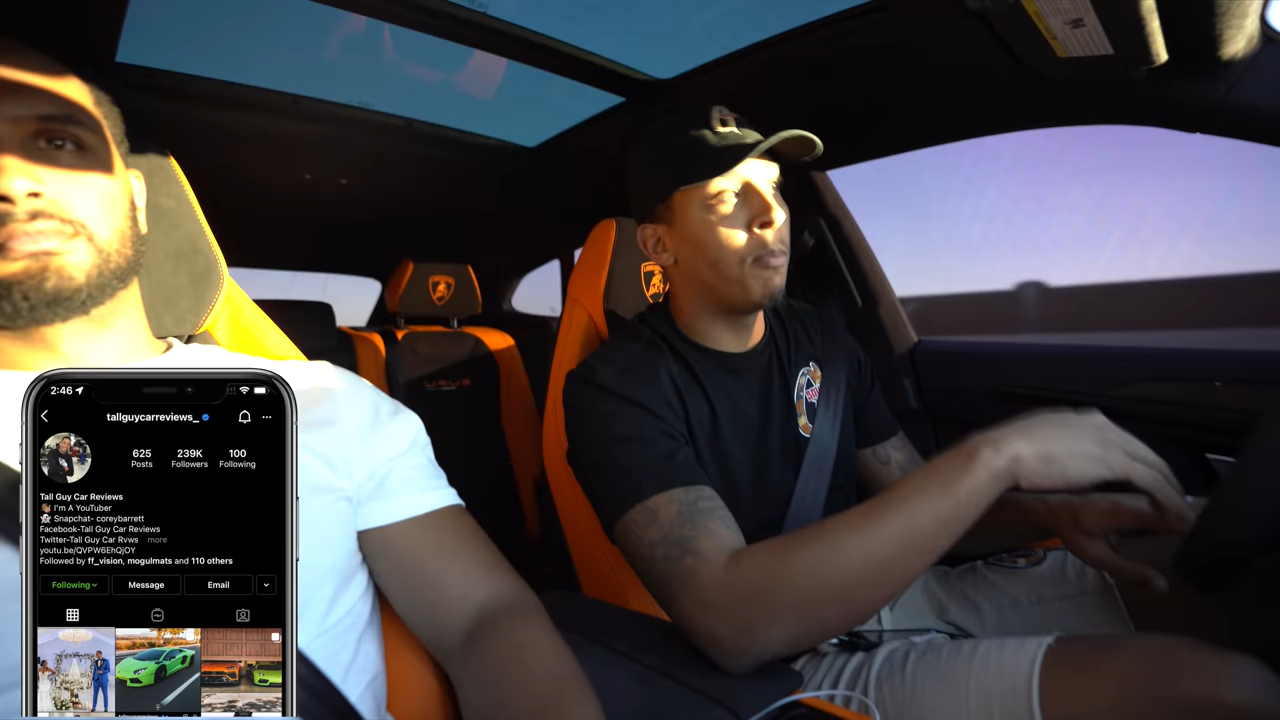 2:46
tallguycarreviews_
625
239K
100
Posts
Followers
Following
Tall Guy Car Reviews
👋🏽 I'm A YouTuber
👻 Snapchat- coreybarrett
Facebook-Tall Guy Car Reviews
Twitter-Tall Guy Car Rvws more
youtu.be/QVPW6EhQjOY
Followed by ff_vision, mogulmats and 110 others
Following
Message
Email
URUS